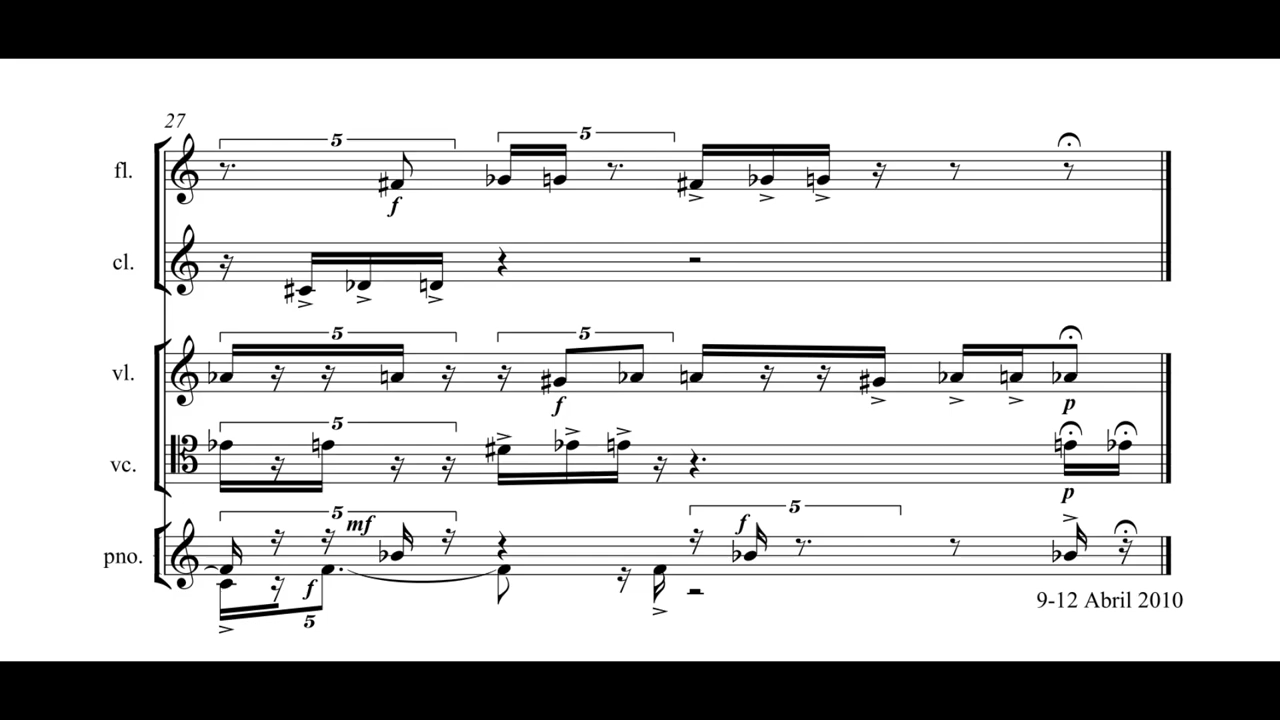 27
5 5
fl.
f
cl.
5 5
vl.
f p
5
vc.
p
5 mf f 5
pno.
f
5
9-12 Abril 2010